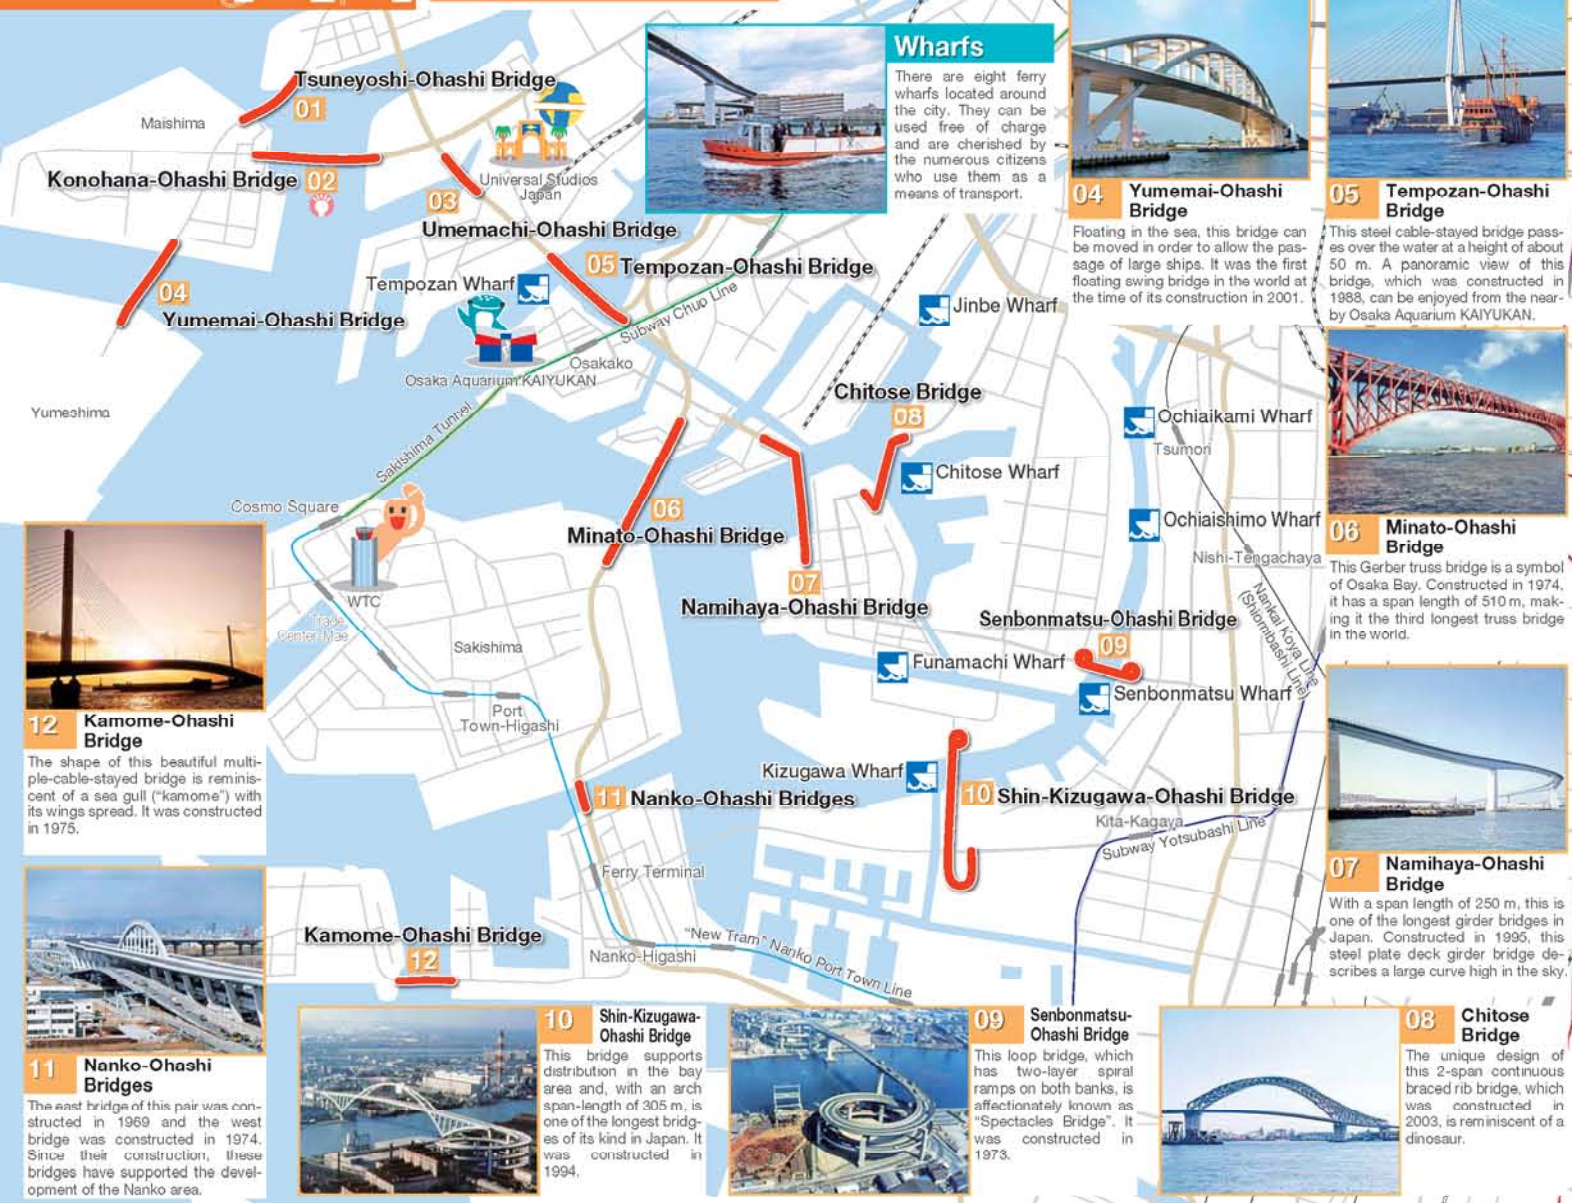 Tsuneyoshi-Ohashi Bridge
01
Maishima
Konohana-Ohashi Bridge 02
Universal Studios
Japan
03
Umemachi-Ohashi Bridge
04
Yumemai-Ohashi Bridge
05 Tempozan-Ohashi Bridge
Tempozan Wharf
Subway Chuo Line
Osakako
Osaka Aquarium KAIYUKAN
Yumeshima
Sakishima Tunnel
Cosmo Square
Jinbe Wharf
Chitose Bridge
08
Chitose Wharf
Ochiaikami Wharf
Tsumori
Ochiaishimo Wharf
Nishi-Tengachaya
Nankai Koya Line
(Shiomibashi Line)
06
Minato-Ohashi Bridge
07
Namihaya-Ohashi Bridge
WTC
Trade
Center-Mae
Sakishima
Port
Town-Higashi
Senbonmatsu-Ohashi Bridge
09
Funamachi Wharf
Senbonmatsu Wharf
Kizugawa Wharf
10 Shin-Kizugawa-Ohashi Bridge
Kita-Kagaya
Subway Yotsubashi Line
11 Nanko-Ohashi Bridges
Ferry Terminal
Kamome-Ohashi Bridge
12
Nanko-Higashi
"New Tram" Nanko Port Town Line
Wharfs
There are eight ferry
wharfs located around
the city. They can be
used free of charge
and are cherished by
the numerous citizens
who use them as a
means of transport.
04 Yumemai-Ohashi
Bridge
Floating in the sea, this bridge can
be moved in order to allow the pas-
sage of large ships. It was the first
floating swing bridge in the world at
the time of its construction in 2001.
05 Tempozan-Ohashi
Bridge
This steel cable-stayed bridge pass-
es over the water at a height of about
50 m. A panoramic view of this
bridge, which was constructed in
1988, can be enjoyed from the near-
by Osaka Aquarium KAIYUKAN.
06 Minato-Ohashi
Bridge
This Gerber truss bridge is a symbol
of Osaka Bay. Constructed in 1974,
it has a span length of 510 m, mak-
ing it the third longest truss bridge
in the world.
07 Namihaya-Ohashi
Bridge
With a span length of 250 m, this is
one of the longest girder bridges in
Japan. Constructed in 1995, this
steel plate deck girder bridge de-
scribes a large curve high in the sky.
12 Kamome-Ohashi
Bridge
The shape of this beautiful multi-
ple-cable-stayed bridge is reminis-
cent of a sea gull ("kamome") with
its wings spread. It was constructed
in 1975.
11 Nanko-Ohashi
Bridges
The east bridge of this pair was con-
structed in 1969 and the west
bridge was constructed in 1974.
Since their construction, these
bridges have supported the devel-
opment of the Nanko area.
10 Shin-Kizugawa-
Ohashi Bridge
This bridge supports
distribution in the bay
area and, with an arch
span-length of 305 m, is
one of the longest bridg-
es of its kind in Japan. It
was constructed in
1994.
09 Senbonmatsu-
Ohashi Bridge
This loop bridge, which
has two-layer spiral
ramps on both banks, is
affectionately known as
"Spectacles Bridge". It
was constructed in
1973.
08 Chitose
Bridge
The unique design of
this 2-span continuous
braced rib bridge, which
was constructed in
2003, is reminiscent of a
dinosaur.